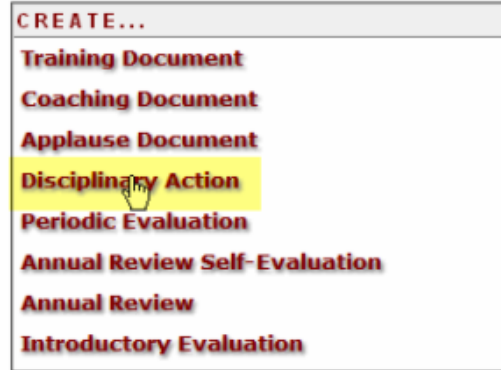 CREATE...
Training Document
Coaching Document
Applause Document
Disciplinary Action
Periodic Evaluation
Annual Review Self-Evaluation
Annual Review
Introductory Evaluation